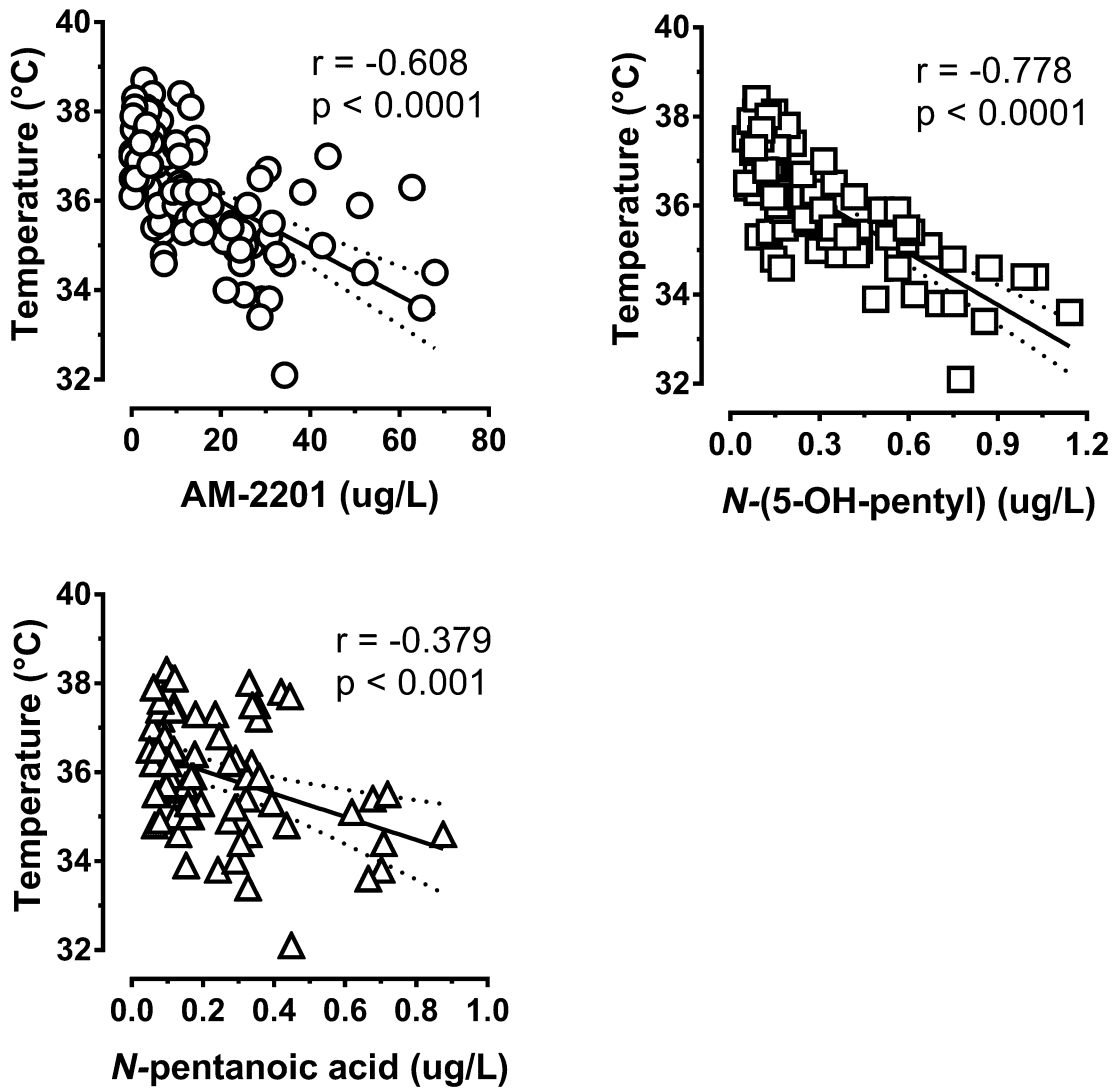 40
38
36
34
32
Temperature (°C)
r = -0.608
p < 0.0001
0 20 40 60 80
AM-2201 (ug/L)
40
38
36
34
32
Temperature (°C)
r = -0.778
p < 0.0001
0.0 0.3 0.6 0.9 1.2
N-(5-OH-pentyl) (ug/L)
40
38
36
34
32
Temperature (°C)
r = -0.379
p < 0.001
0.0 0.2 0.4 0.6 0.8 1.0
N-pentanoic acid (ug/L)